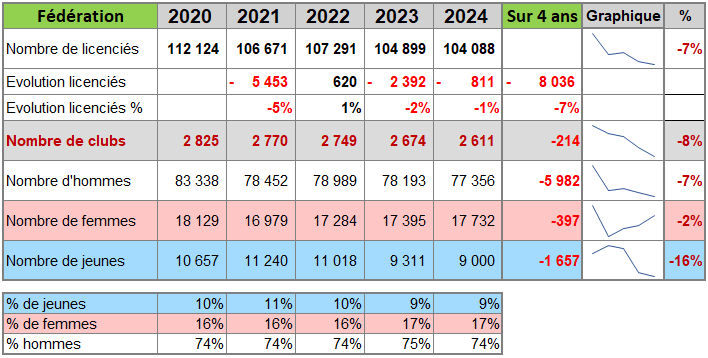 Fédération 2020 2021 2022 2023 2024 Sur 4 ans Graphique %
Nombre de licenciés 112 124 106 671 107 291 104 899 104 088 -7%
Evolution licenciés - 5 453 620 - 2 392 - 811 - 8 036
Evolution licenciés % -5% 1% -2% -1% -7%
Nombre de clubs 2 825 2 770 2 749 2 674 2 611 -214 -8%
Nombre d'hommes 83 338 78 452 78 989 78 193 77 356 -5 982 -7%
Nombre de femmes 18 129 16 979 17 284 17 395 17 732 -397 -2%
Nombre de jeunes 10 657 11 240 11 018 9 311 9 000 -1 657 -16%
% de jeunes 10% 11% 10% 9% 9%
% de femmes 16% 16% 16% 17% 17%
% hommes 74% 74% 74% 75% 74%